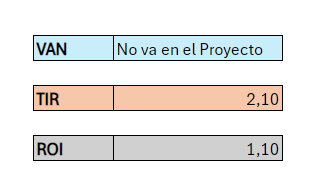 VAN No va en el Proyecto
TIR 2,10
ROI 1,10